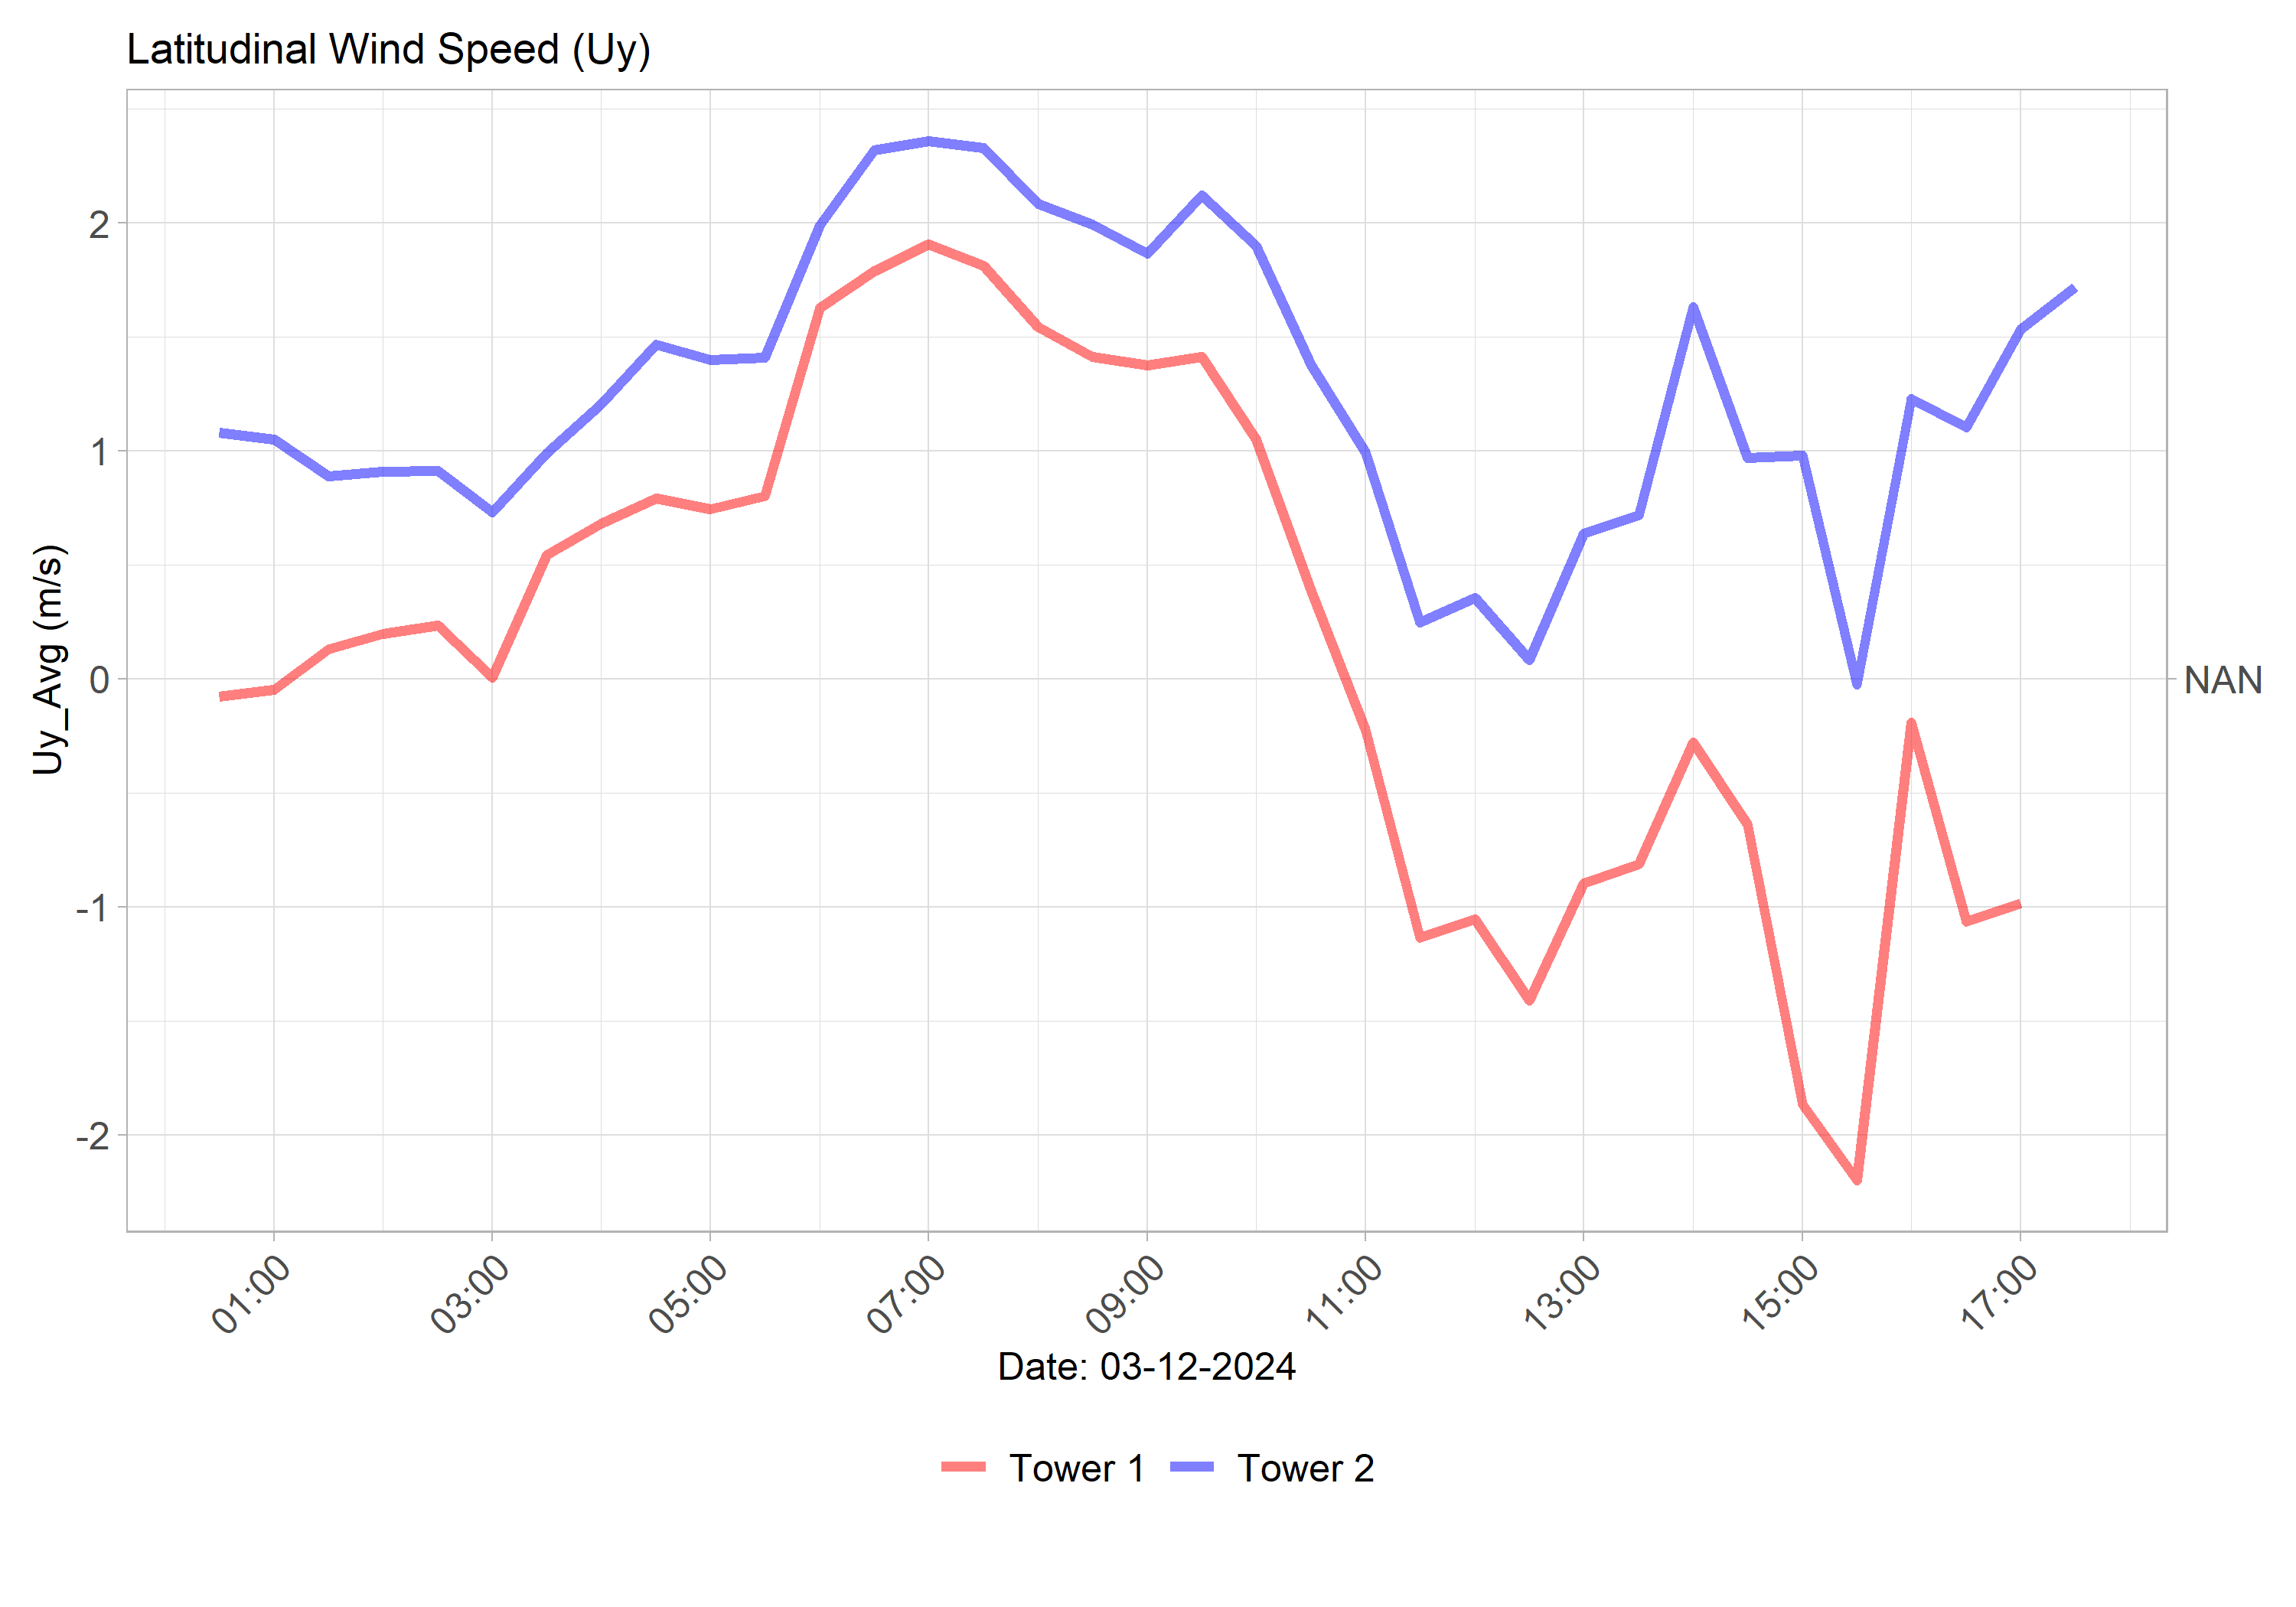 Latitudinal Wind Speed (Uy)
Uy_Avg (m/s)
2
1
0
-1
-2
NAN
01:00 03:00 05:00 07:00 09:00 11:00 13:00 15:00 17:00
Date: 03-12-2024
Tower 1 Tower 2